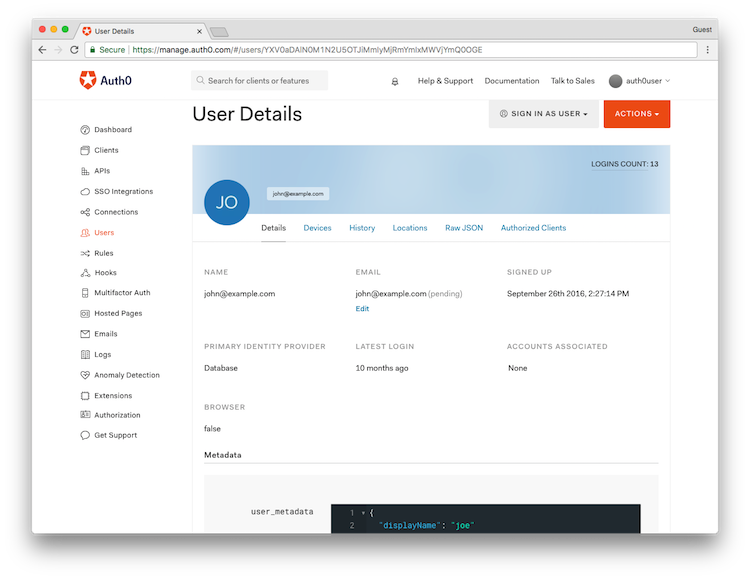 User Details
Guest
Secure | https://manage.auth0.com/#/users/
Auth0
Search for clients or features
Help & Support
Documentation
Talk to Sales
auth0user
User Details
SIGN IN AS USER
ACTIONS
Dashboard
Clients
APIs
SSO Integrations
Connections
Users
Rules
Hooks
Multifactor Auth
Hosted Pages
Emails
Logs
Anomaly Detection
Extensions
Authorization
Get Support
LOGINS COUNT: 13
JO
john@example.com
Details
Devices
History
Locations
Raw JSON
Authorized Clients
NAME
john@example.com
EMAIL
john@example.com (pending)
Edit
SIGNED UP
September 26th 2016, 2:27:14 PM
PRIMARY IDENTITY PROVIDER
Database
LATEST LOGIN
10 months ago
ACCOUNTS ASSOCIATED
None
BROWSER
false
Metadata
user_metadata
1 {
2 "displayName": "joe"